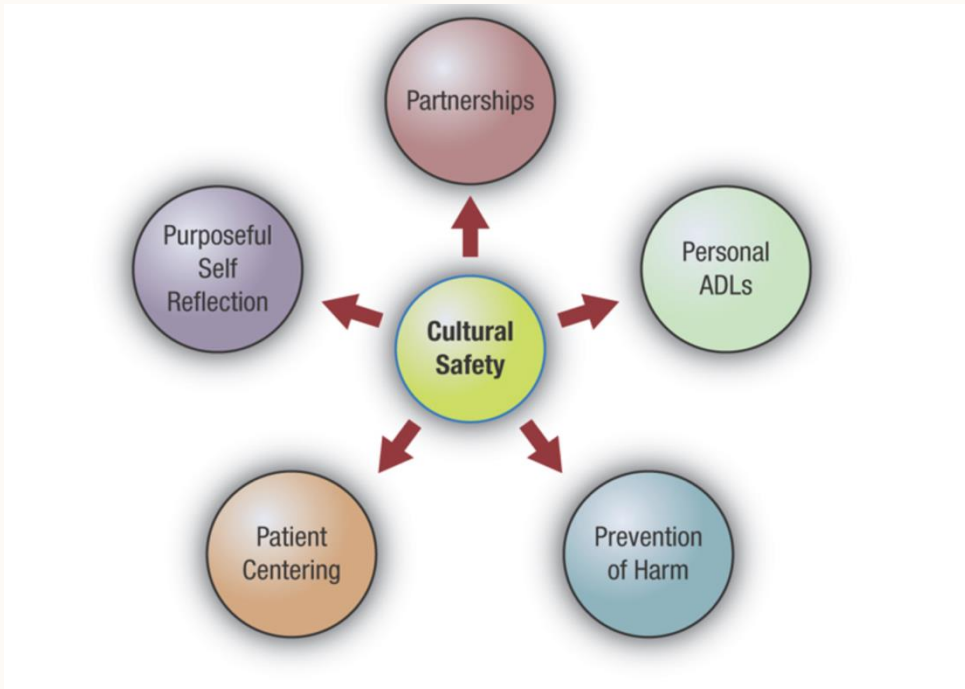 Partnerships
Personal
ADLs
Prevention
of Harm
Patient
Centering
Purposeful
Self
Reflection
Cultural
Safety